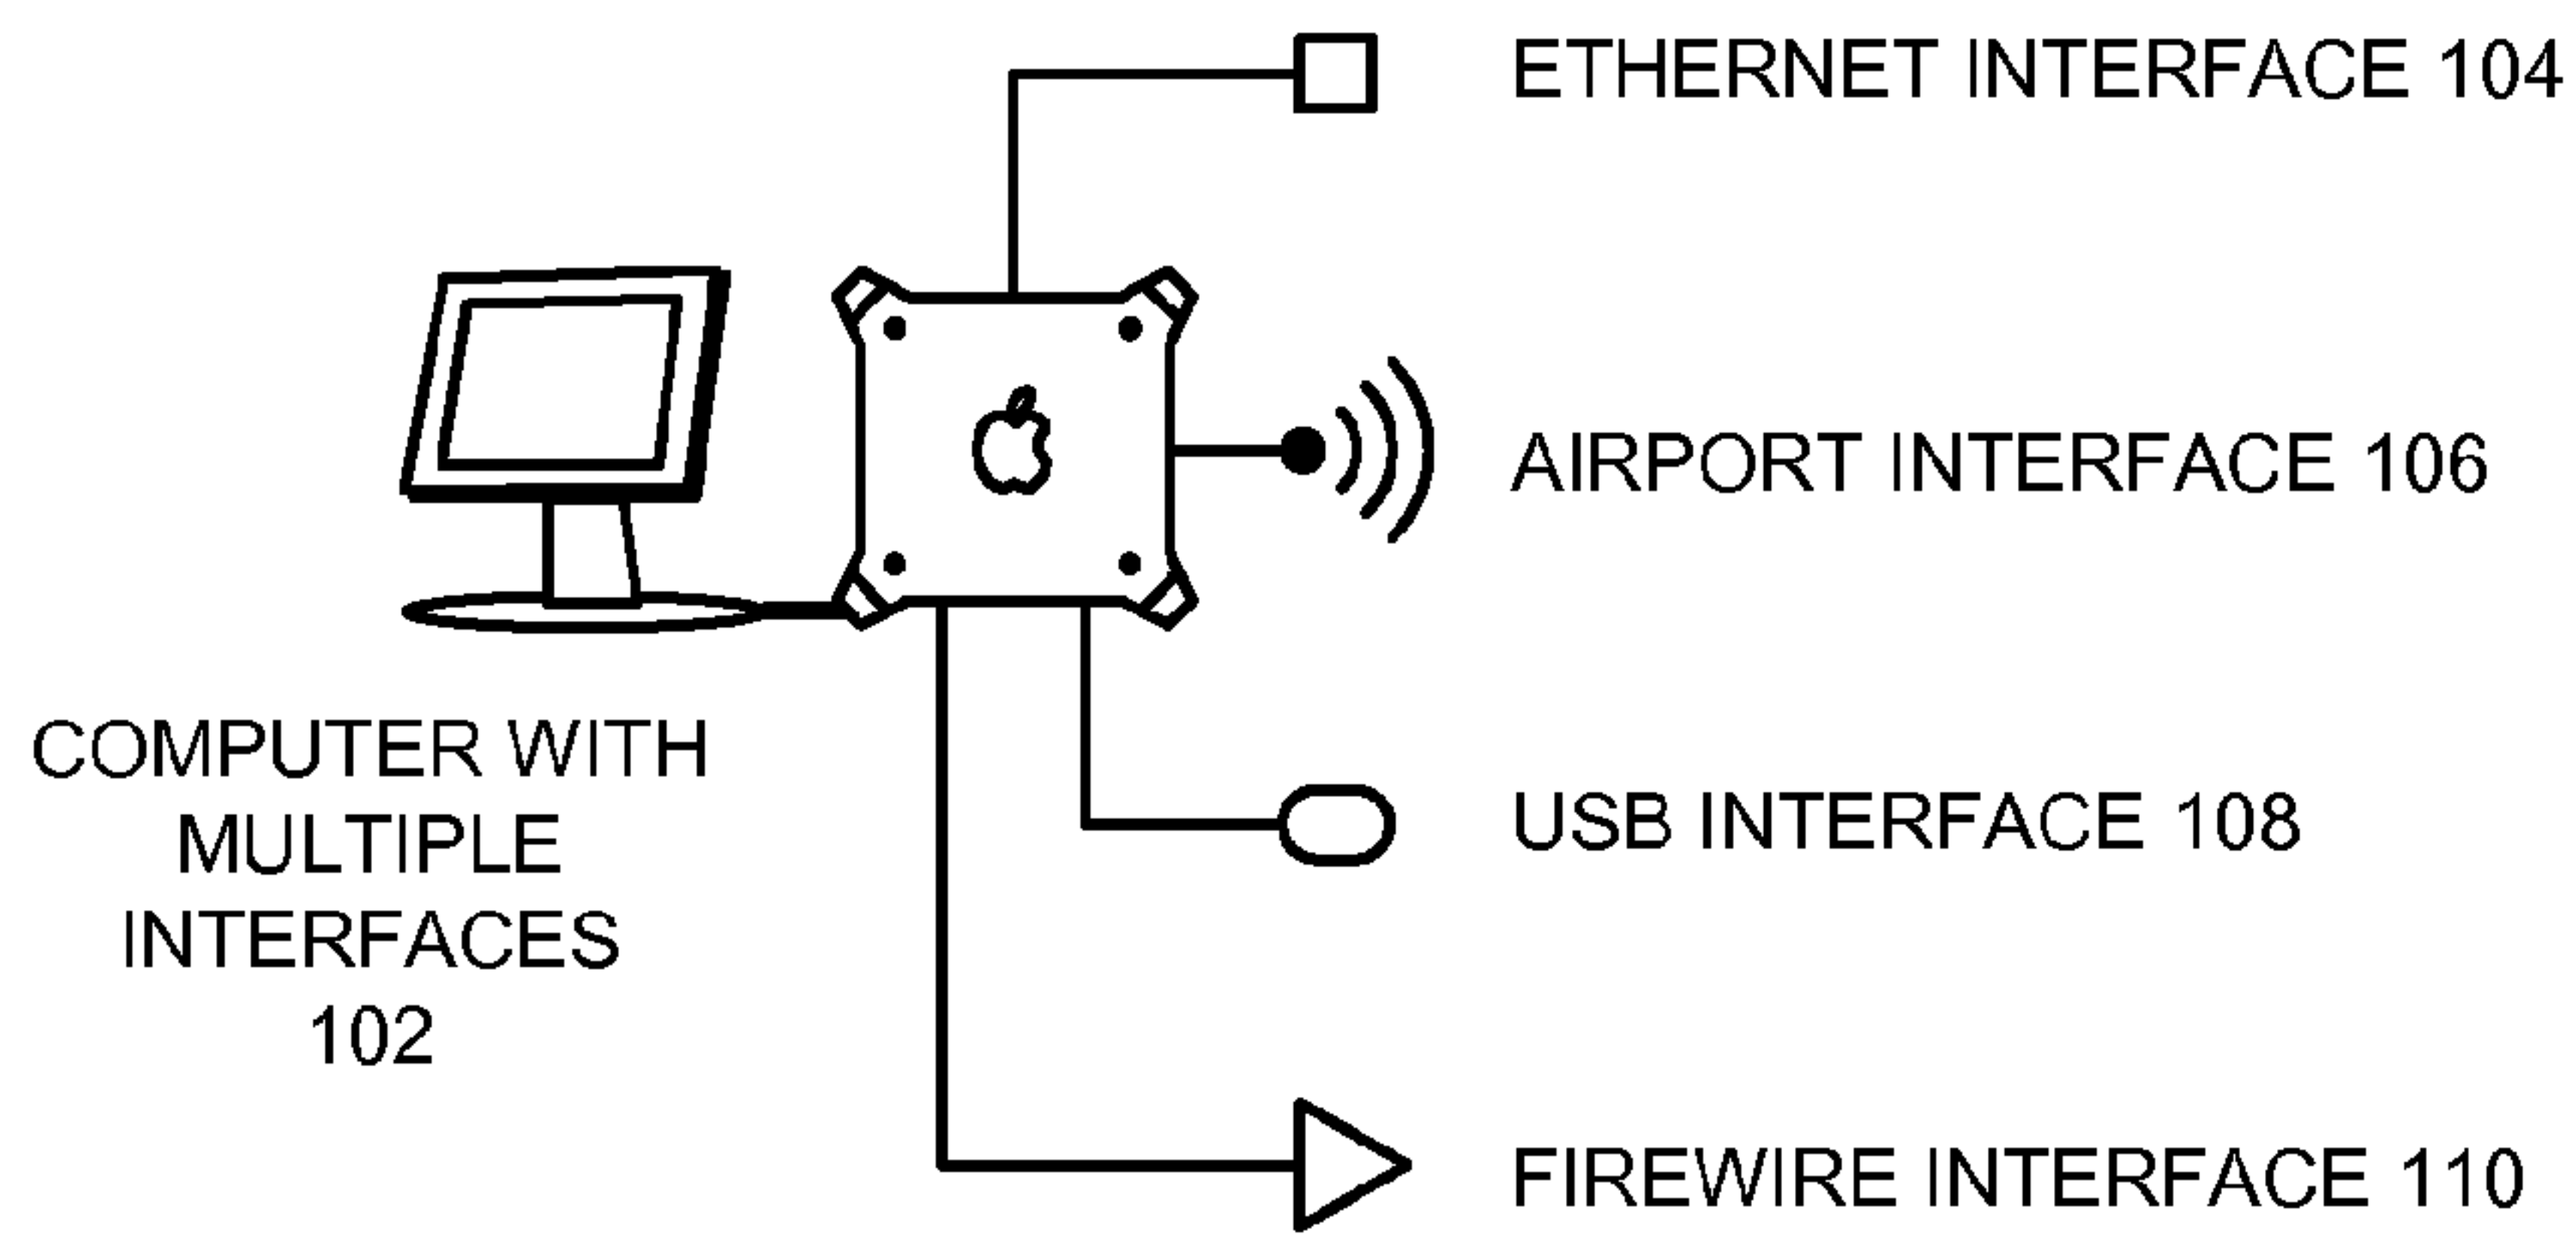 ETHERNET INTERFACE 104
AIRPORT INTERFACE 106
COMPUTER WITH
MULTIPLE
INTERFACES
102
USB INTERFACE 108
FIREWIRE INTERFACE 110